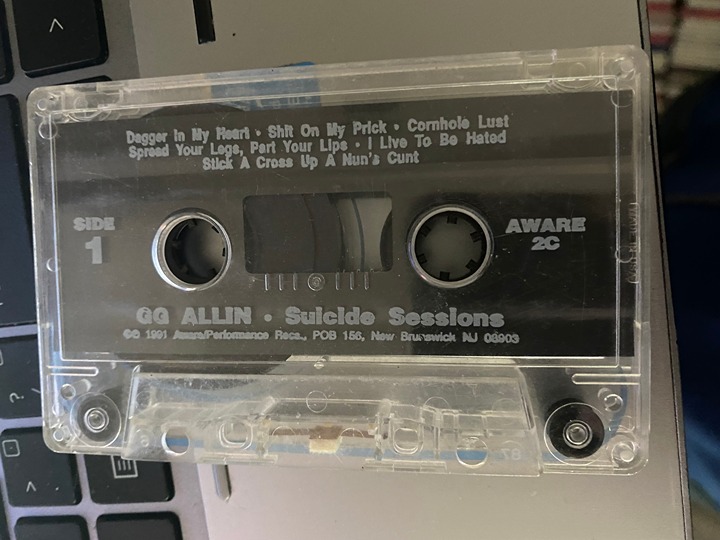 Dagger In My Heart • Shit On My Prick • Cornhole Lust
Spread Your Legs, Part Your Lips • I Live To Be Hated
Stick A Cross Up A Nun's Cunt
SIDE
1
AWARE
2C
GG ALLIN • Suicide Sessions
©℗ 1991 Aware/Performance Recs., POB 156, New Brunswick NJ 08903